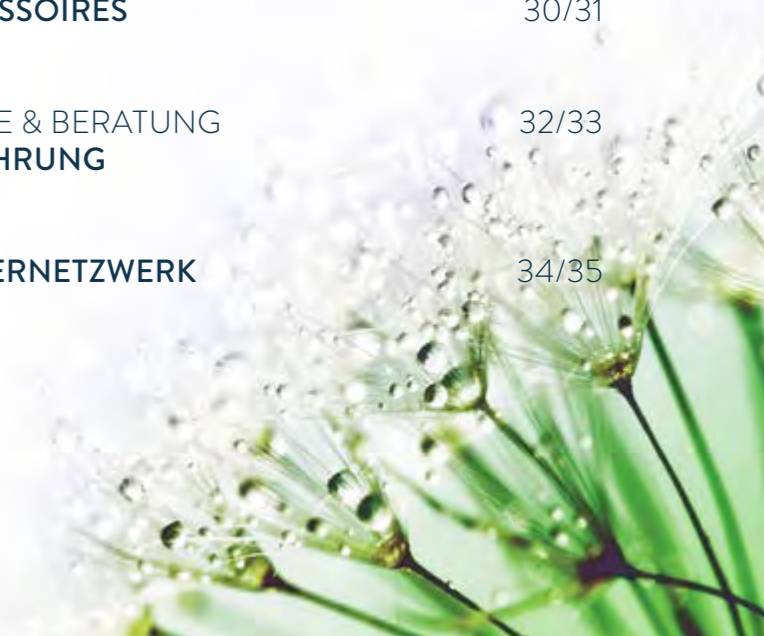 SSOIRES 30/31
E & BERATUNG 32/33
HRUNG
ERNETZWERK 34/35